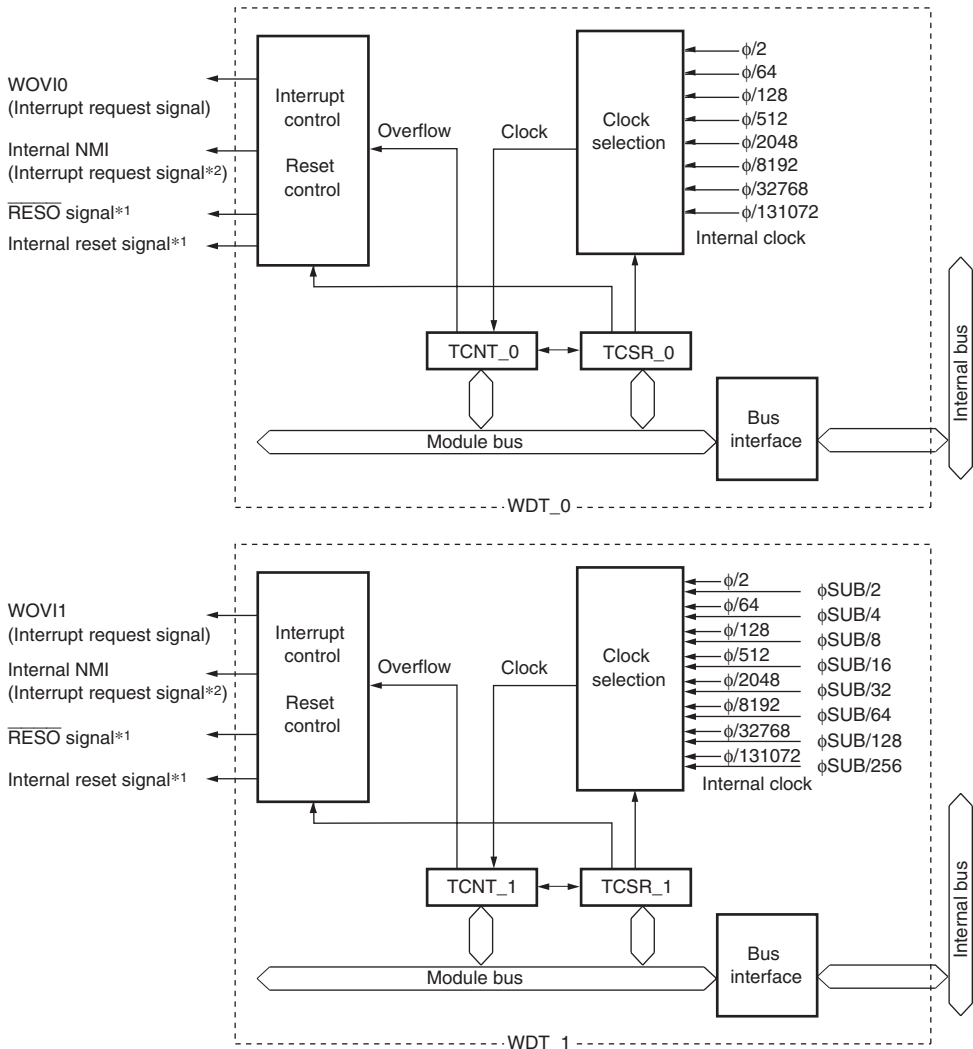 WOVI0
(Interrupt request signal)
Internal NMI
(Interrupt request signal*2)
RESO signal*1
Internal reset signal*1
Interrupt
control
Reset
control
Overflow
Clock
Clock
selection
ϕ/2
ϕ/64
ϕ/128
ϕ/512
ϕ/2048
ϕ/8192
ϕ/32768
ϕ/131072
Internal clock
TCNT_0
TCSR_0
Module bus
Bus
interface
Internal bus
WDT_0
WOVI1
(Interrupt request signal)
Internal NMI
(Interrupt request signal*2)
RESO signal*1
Internal reset signal*1
Interrupt
control
Reset
control
Overflow
Clock
Clock
selection
ϕ/2
ϕSUB/2
ϕ/64
ϕSUB/4
ϕ/128
ϕSUB/8
ϕ/512
ϕSUB/16
ϕ/2048
ϕSUB/32
ϕ/8192
ϕSUB/64
ϕ/32768
ϕSUB/128
ϕ/131072
ϕSUB/256
Internal clock
TCNT_1
TCSR_1
Module bus
Bus
interface
Internal bus
WDT_1